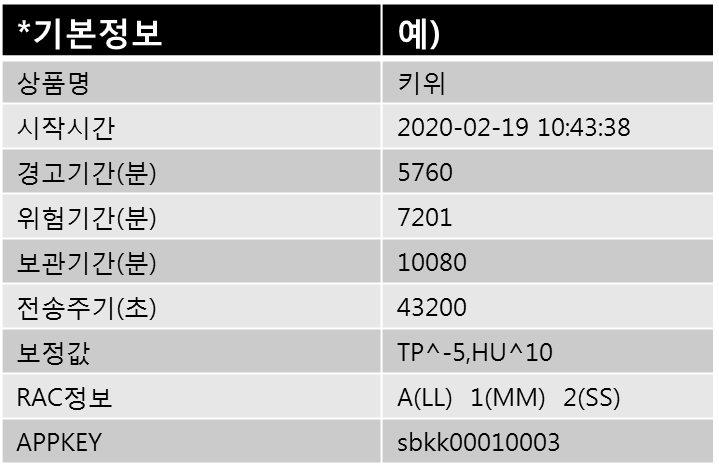 *기본정보 예)
상품명 키위
시작시간 2020-02-19 10:43:38
경고기간(분) 5760
위험기간(분) 7201
보관기간(분) 10080
전송주기(초) 43200
보정값 TP^-5,HU^10
RAC정보 A(LL) 1(MM) 2(SS)
APPKEY sbkk00010003